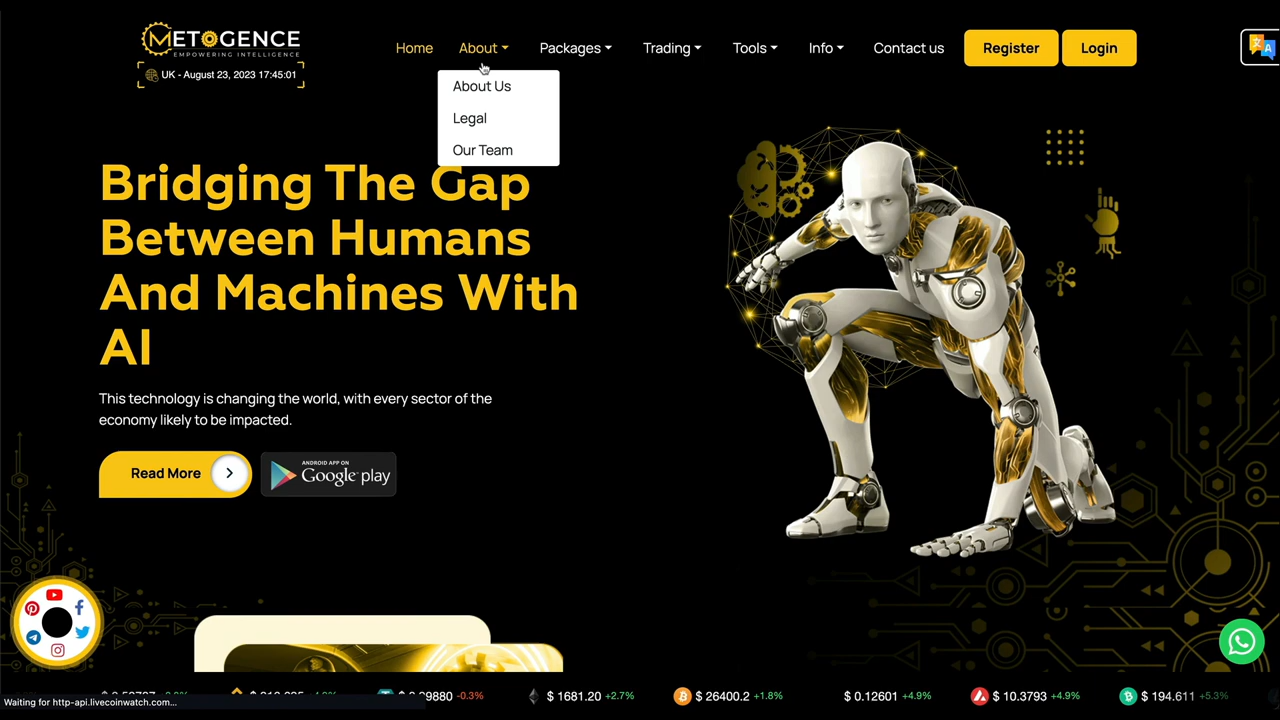 METOGENCE
EMPOWERING INTELLIGENCE
UK - August 23, 2023 17:45:01
Home
About
Packages
Trading
Tools
Info
Contact us
Register
Login
About Us
Legal
Our Team
Bridging The Gap
Between Humans
And Machines With
AI
This technology is changing the world, with every sector of the
economy likely to be impacted.
Read More
ANDROID APP ON
Google play
-0.3%
$ 1681.20 +2.7%
$ 26400.2 +1.8%
$ 0.12601 +4.9%
$ 10.3793 +4.9%
$ 194.611 +5.3%
Waiting for http-api.livecoinwatch.com...